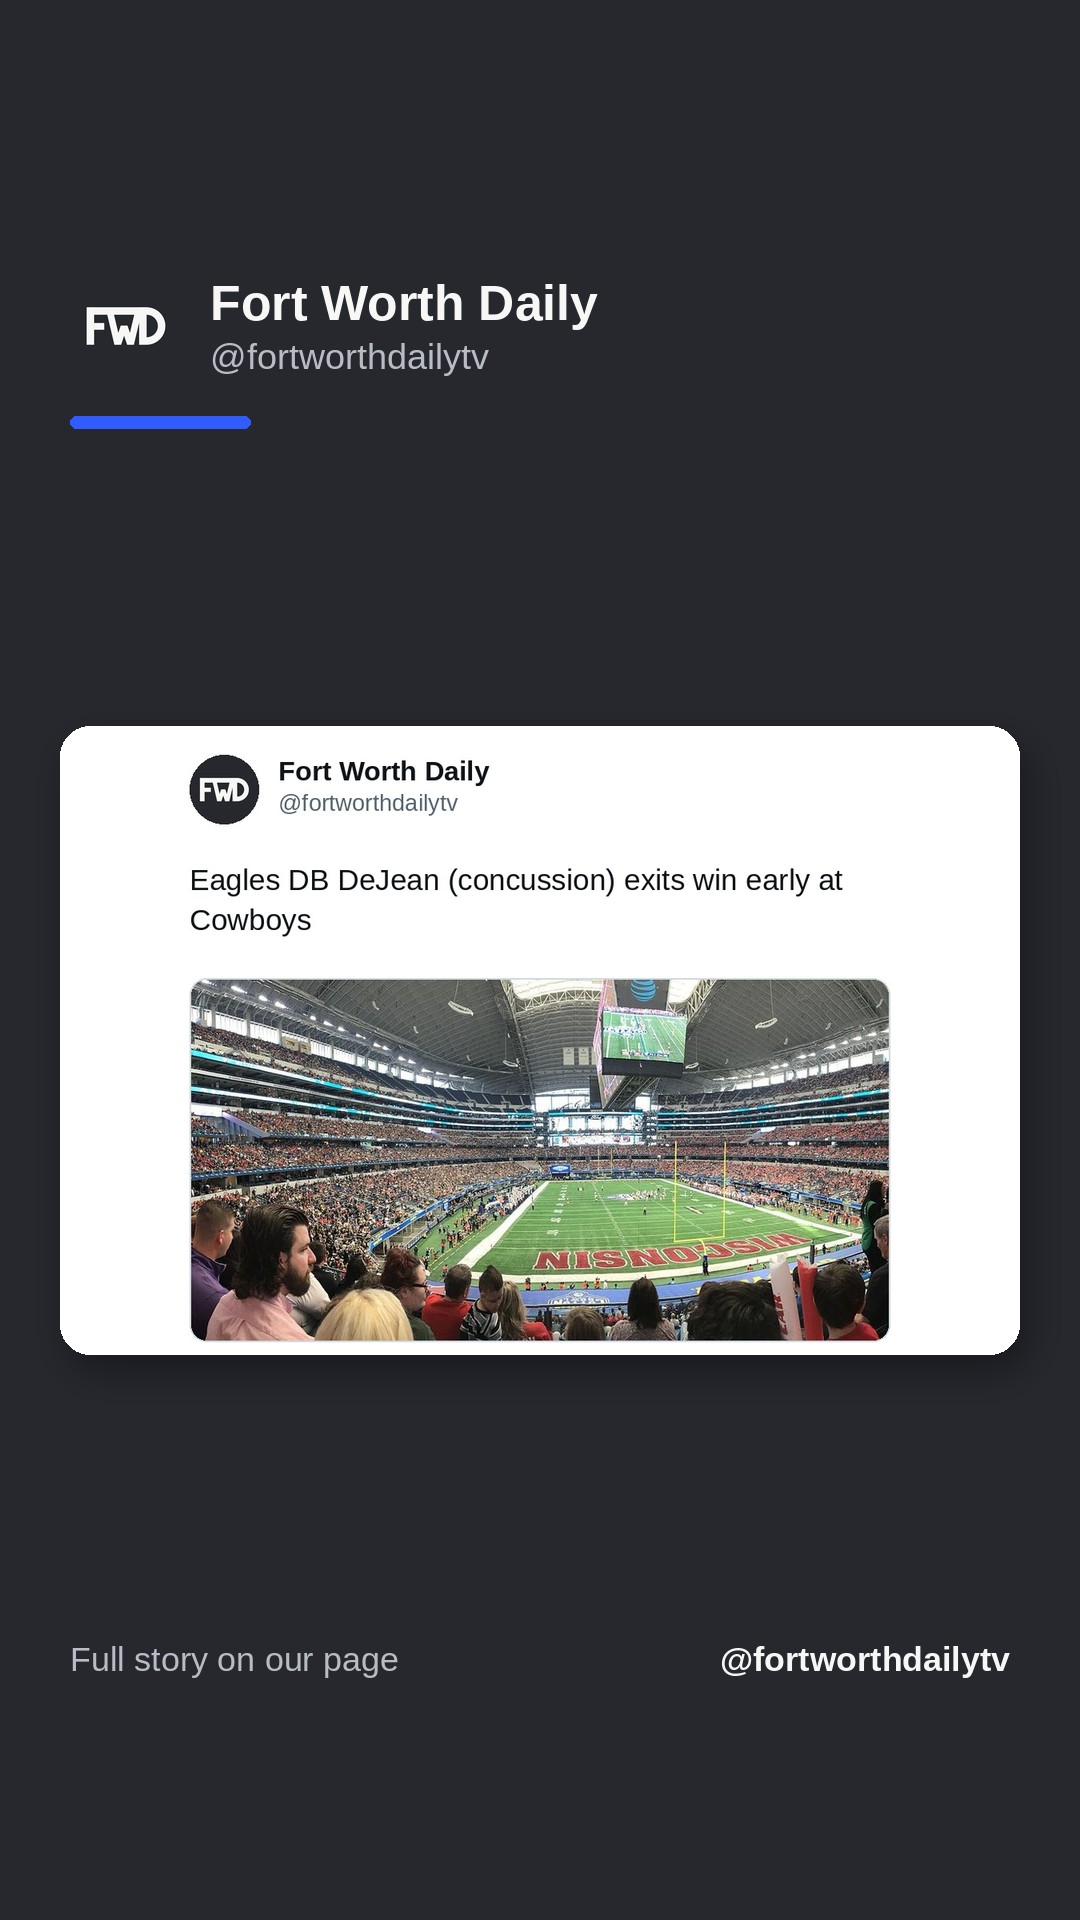 FWD
Fort Worth Daily
@fortworthdailytv
FWD
Fort Worth Daily
@fortworthdailytv
Eagles DB DeJean (concussion) exits win early at
Cowboys
WISCONSIN
Full story on our page
@fortworthdailytv